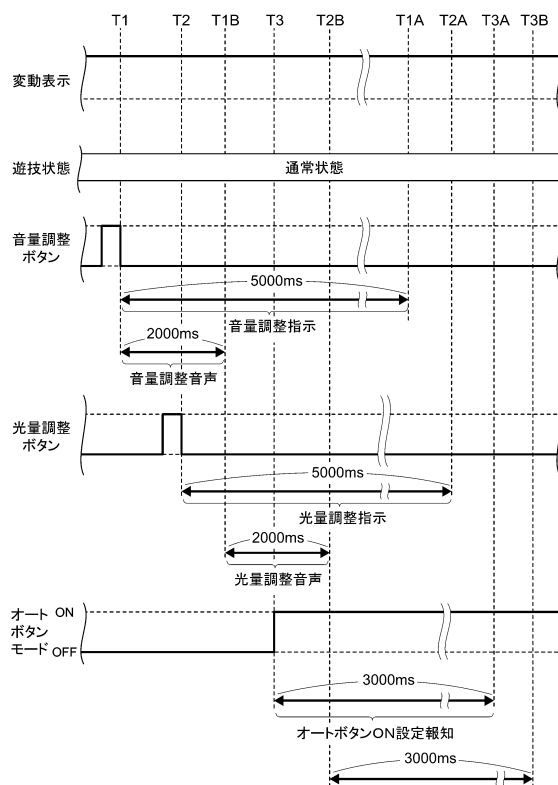 T1 T2 T1B T3 T2B T1A T2A T3A T3B
変動表示
遊技状態
通常状態
音量調整
ボタン
5000ms
音量調整指示
2000ms
音量調整音声
光量調整
ボタン
5000ms
光量調整指示
2000ms
光量調整音声
オート ON
ボタン
モード OFF
3000ms
オートボタンON設定報知
3000ms